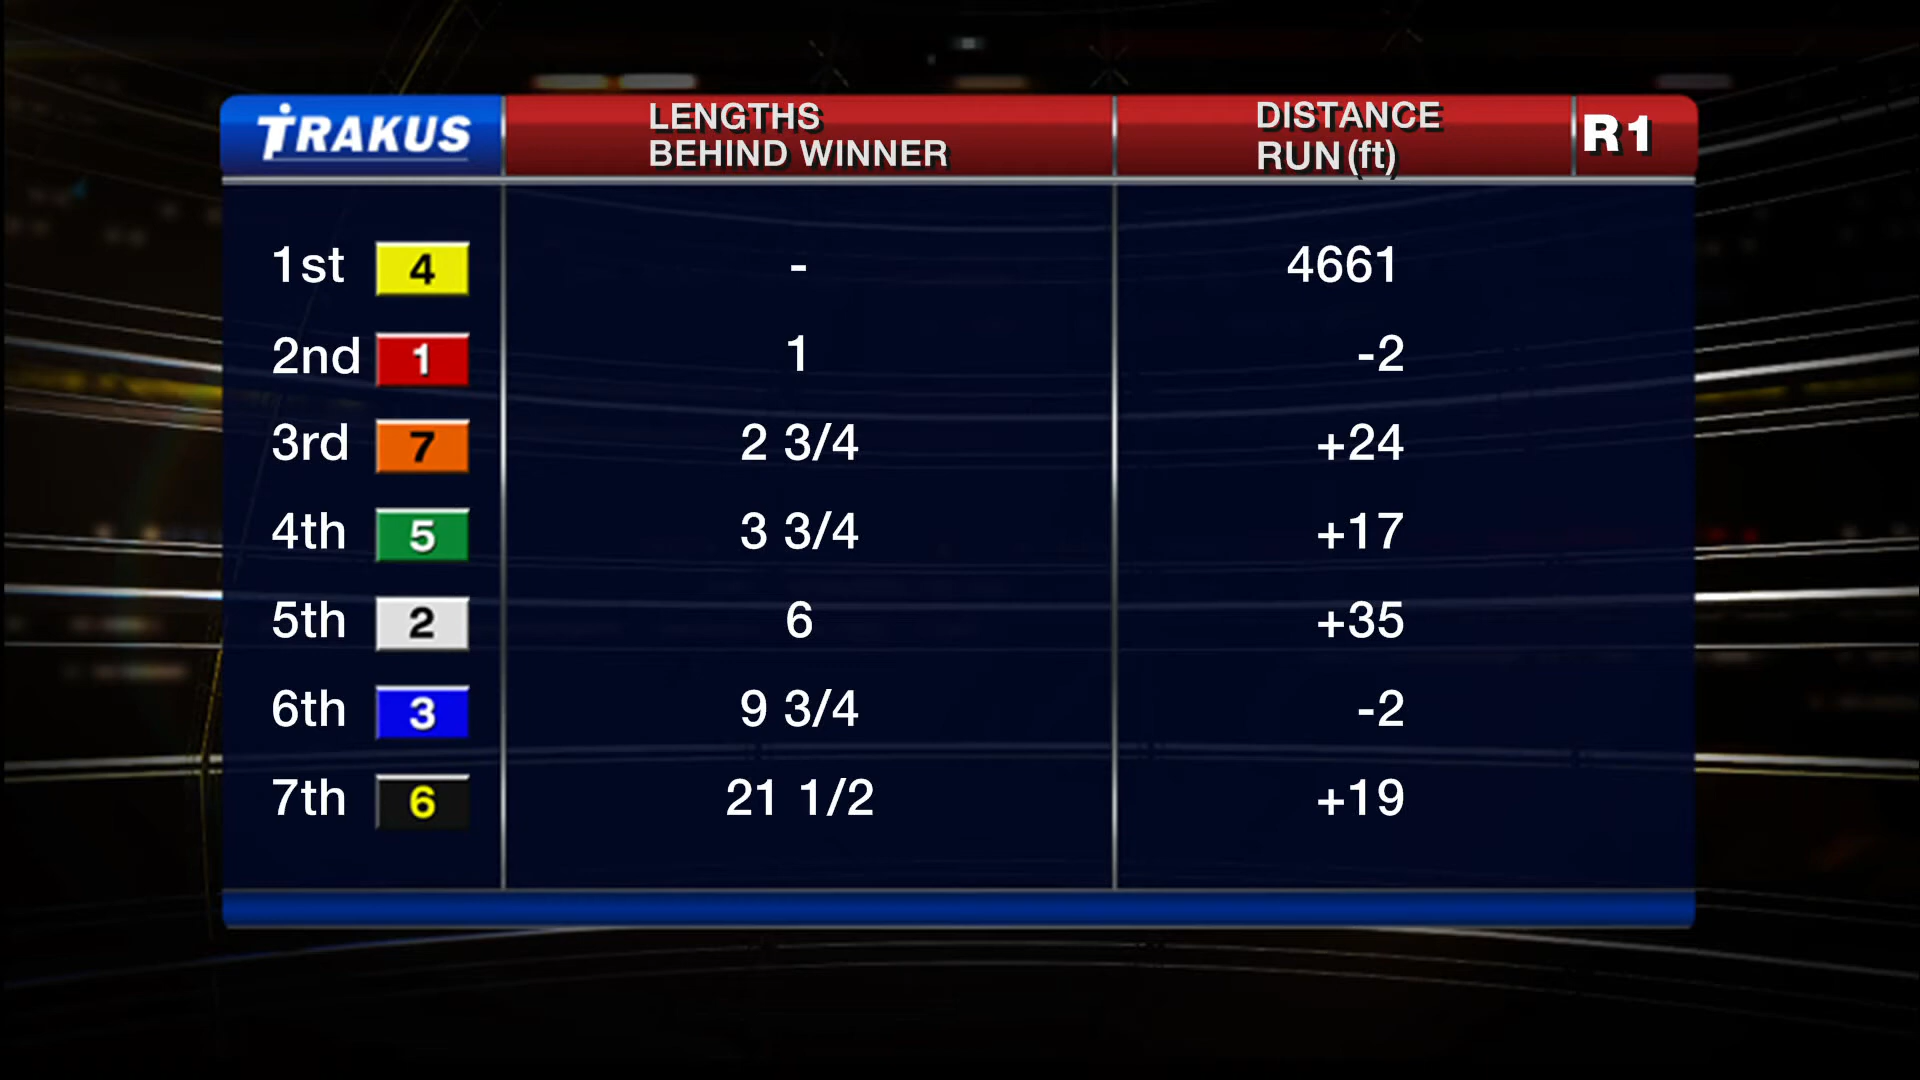 TRAKUS LENGTHS BEHIND WINNER DISTANCE RUN (ft) R1
1st 4 - 4661
2nd 1 1 -2
3rd 7 2 3/4 +24
4th 5 3 3/4 +17
5th 2 6 +35
6th 3 9 3/4 -2
7th 6 21 1/2 +19